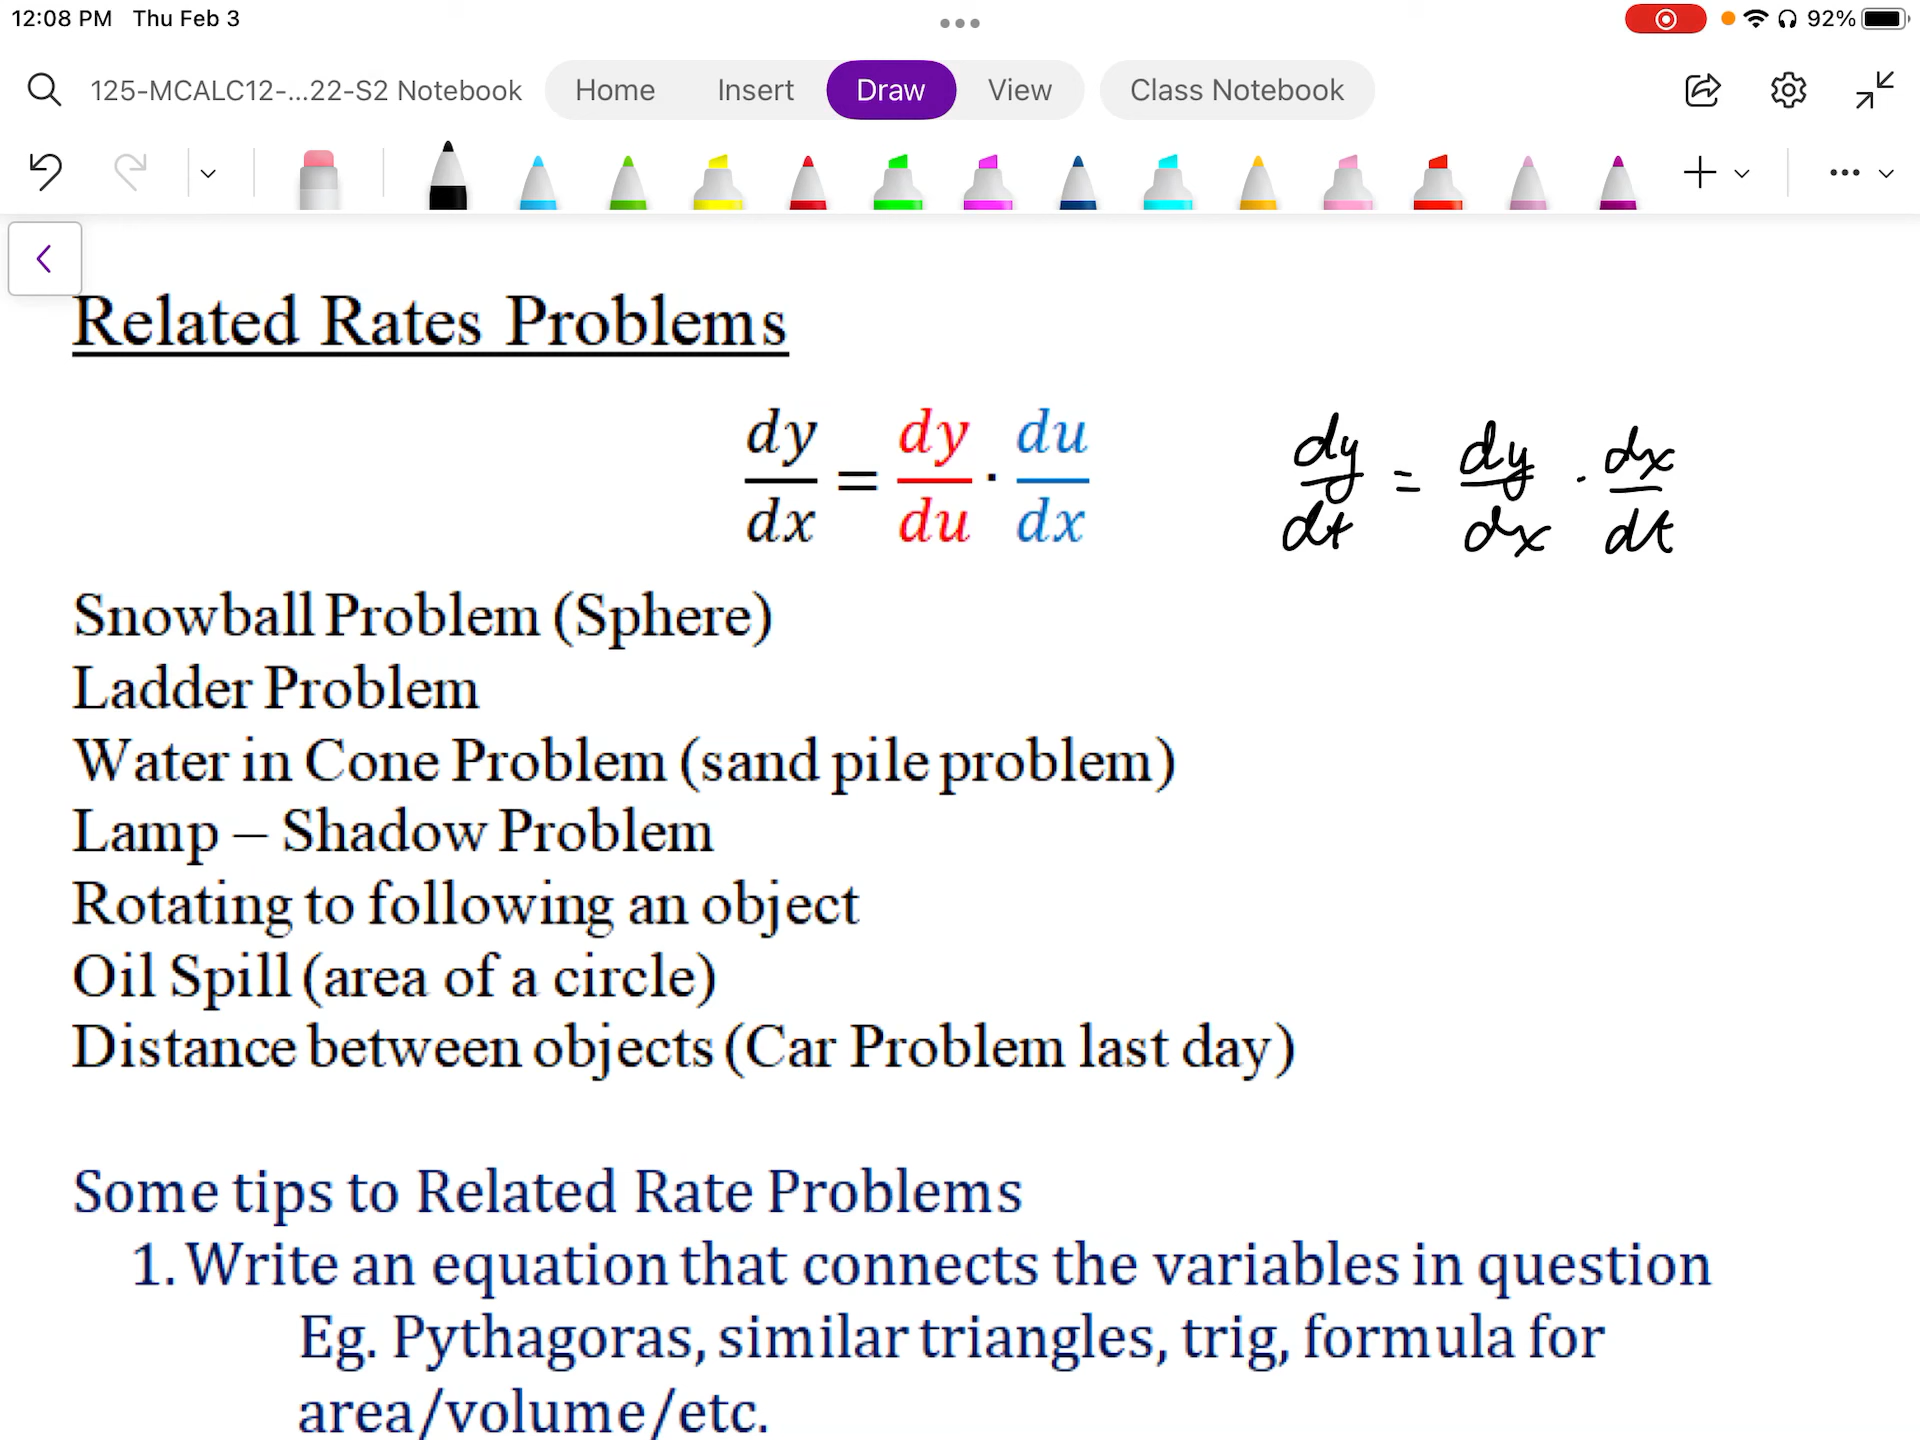 12:08 PM Thu Feb 3 92%
125-MCALC12-...22-S2 Notebook Home Insert Draw View Class Notebook
Related Rates Problems
dy/dx = dy/du · du/dx dy/dt = dy/dx · dx/dt
Snowball Problem (Sphere)
Ladder Problem
Water in Cone Problem (sand pile problem)
Lamp – Shadow Problem
Rotating to following an object
Oil Spill (area of a circle)
Distance between objects (Car Problem last day)
Some tips to Related Rate Problems
1. Write an equation that connects the variables in question
Eg. Pythagoras, similar triangles, trig, formula for
area/volume/etc.